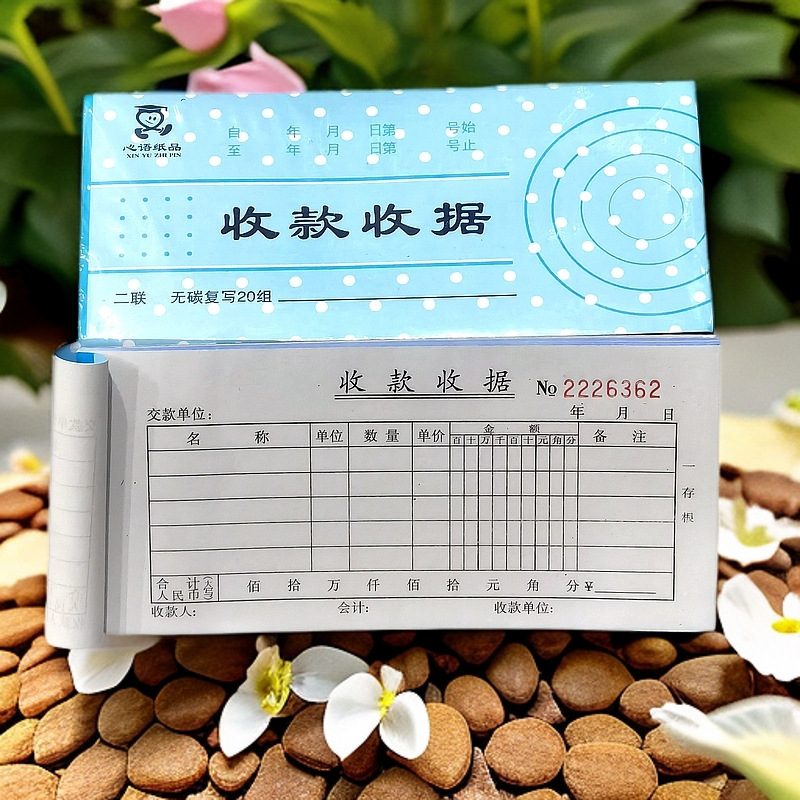 自 年 月 日第 号始
至 年 月 日第 号止
心语纸品
XIN YU ZHI PIN
收款收据
二联 无碳复写20组
收款收据 No 2226362
交款单位： 年 月 日
名 称 单位 数量 单价 金 额 备 注
百十万千百十元角分
一存根
合 计 (大写) 佰 拾 万 仟 佰 拾 元 角 分 ¥
人民币
收款人： 会计： 收款单位：